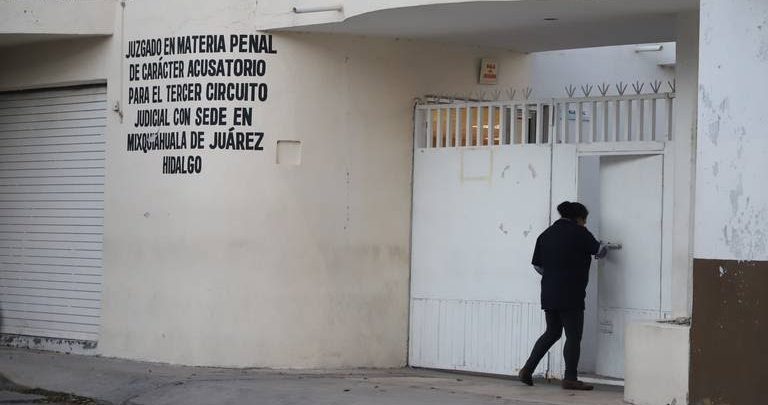 JUZGADO EN MATERIA PENAL
DE CARÁCTER ACUSATORIO
PARA EL TERCER CIRCUITO
JUDICIAL CON SEDE EN
MIXQUIAHUALA DE JUÁREZ
HIDALGO